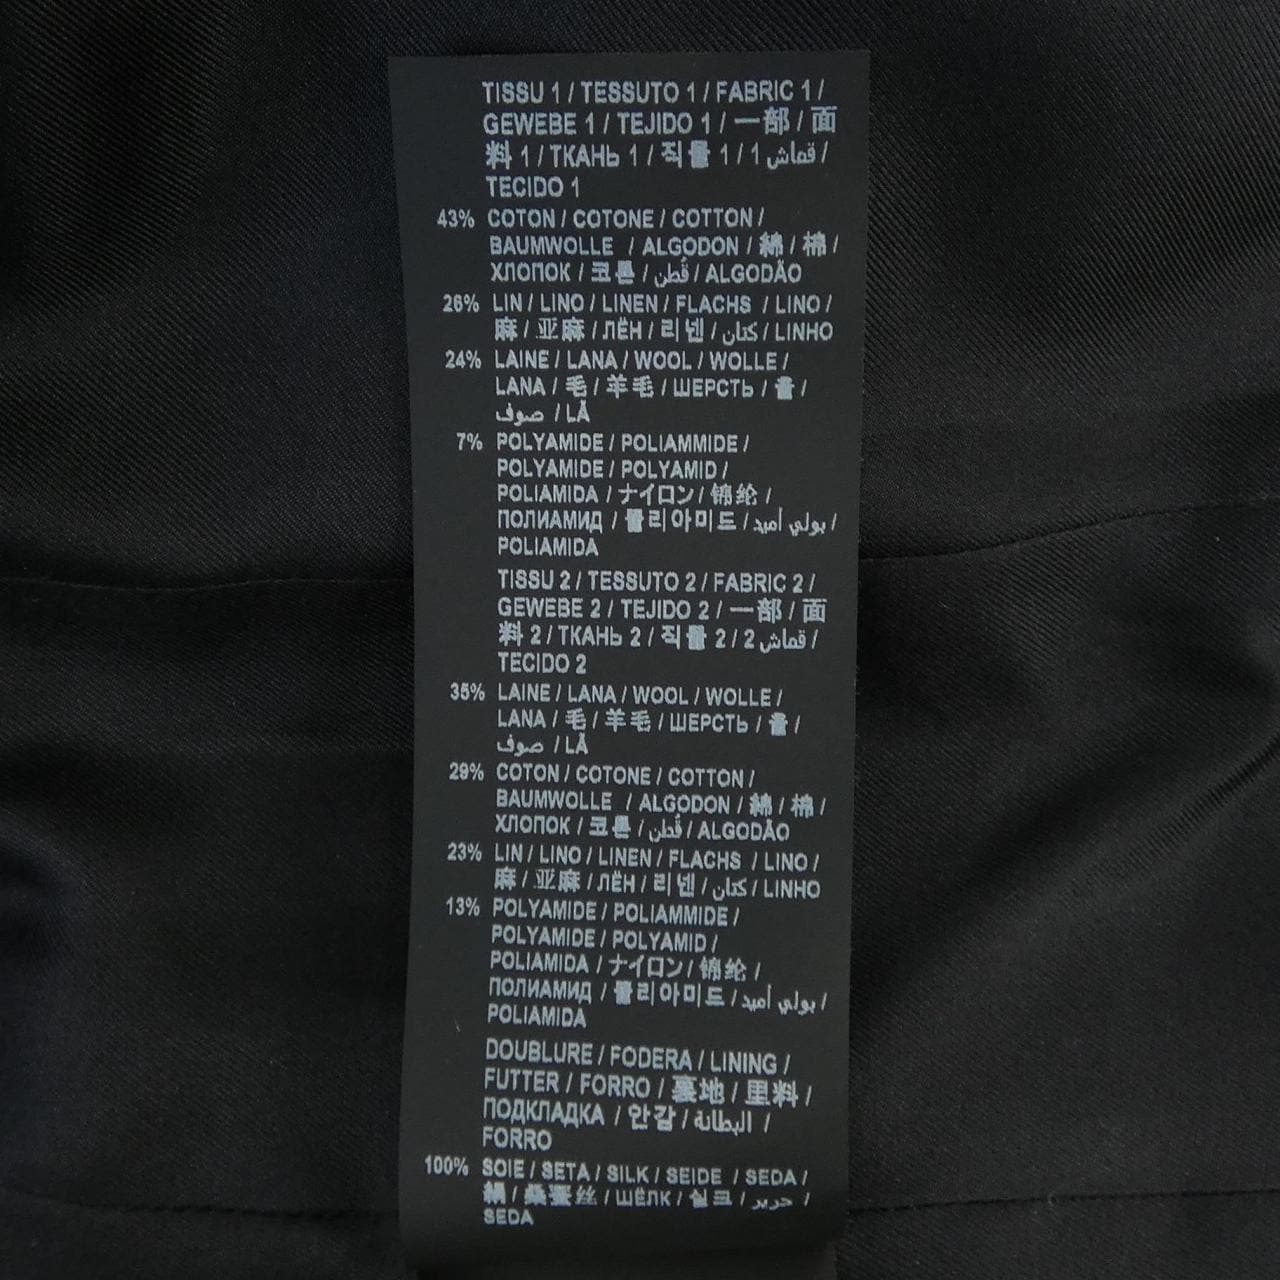 TISSU 1 / TESSUTO 1 / FABRIC 1 /
GEWEBE 1 / TEJIDO 1 / 一部 / 面
料 1 / ТКАНЬ 1 / 직물 1 / 1 قماش /
TECIDO 1
43% COTON / COTONE / COTTON /
BAUMWOLLE / ALGODON / 綿 / 棉 /
ХЛОПОК / 코튼 / قُطن / ALGODÃO
26% LIN / LINO / LINEN / FLACHS / LINO /
麻 / 亚麻 / ЛЁН / 리넨 / كتان / LINHO
24% LAINE / LANA / WOOL / WOLLE /
LANA / 毛 / 羊毛 / ШЕРСТЬ / 울 /
صوف / LÃ
7% POLYAMIDE / POLIAMMIDE /
POLYAMIDE / POLYAMID /
POLIAMIDA / ナイロン / 锦纶 /
ПОЛИАМИД / 폴리아미드 / بولي أميد /
POLIAMIDA
TISSU 2 / TESSUTO 2 / FABRIC 2 /
GEWEBE 2 / TEJIDO 2 / 一部 / 面
料 2 / ТКАНЬ 2 / 직물 2 / 2 قماش /
TECIDO 2
35% LAINE / LANA / WOOL / WOLLE /
LANA / 毛 / 羊毛 / ШЕРСТЬ / 울 /
صوف / LÃ
29% COTON / COTONE / COTTON /
BAUMWOLLE / ALGODON / 綿 / 棉 /
ХЛОПОК / 코튼 / قُطن / ALGODÃO
23% LIN / LINO / LINEN / FLACHS / LINO /
麻 / 亚麻 / ЛЁН / 리넨 / كتان / LINHO
13% POLYAMIDE / POLIAMMIDE /
POLYAMIDE / POLYAMID /
POLIAMIDA / ナイロン / 锦纶 /
ПОЛИАМИД / 폴리아미드 / بولي أميد /
POLIAMIDA
DOUBLURE / FODERA / LINING /
FUTTER / FORRO / 裏地 / 里料 /
ПОДКЛАДКА / 안감 / البطانة /
FORRO
100% SOIE / SETA / SILK / SEIDE / SEDA /
絹 / 桑蚕丝 / ШЁЛК / 실크 / حرير /
SEDA